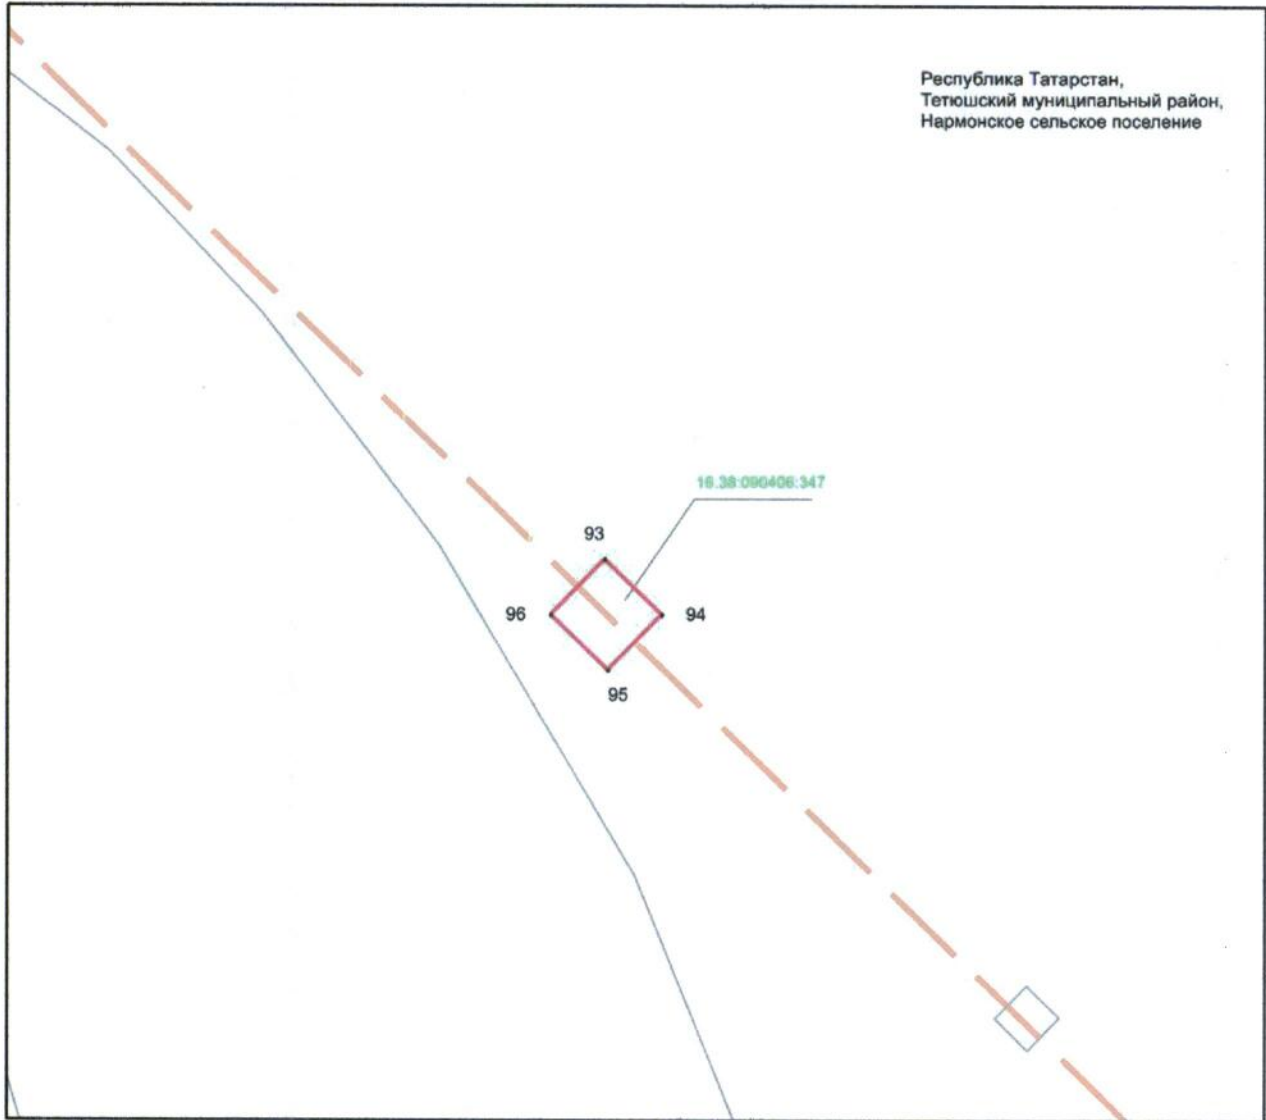 Республика Татарстан,
Тетюшский муниципальный район,
Нармонское сельское поселение
16.38:090406:347
93
96
94
95